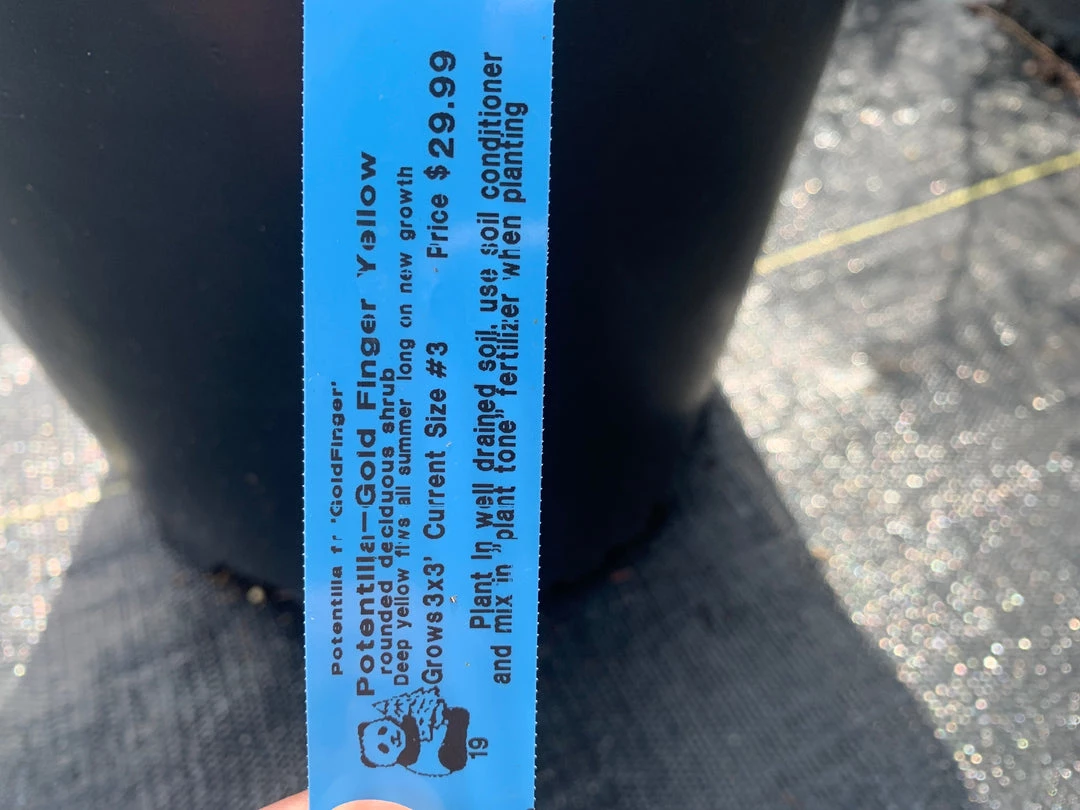 Potentilla fr 'GoldFinger'
Potentilla-Gold Finger Yellow
rounded deciduous shrub
Deep yellow flws all summer long on new growth
Grows 3x3' Current Size #3 Price $29.99
Plant In well drained soil, use soil conditioner
and mix in "plant tone" fertilizer when planting
19